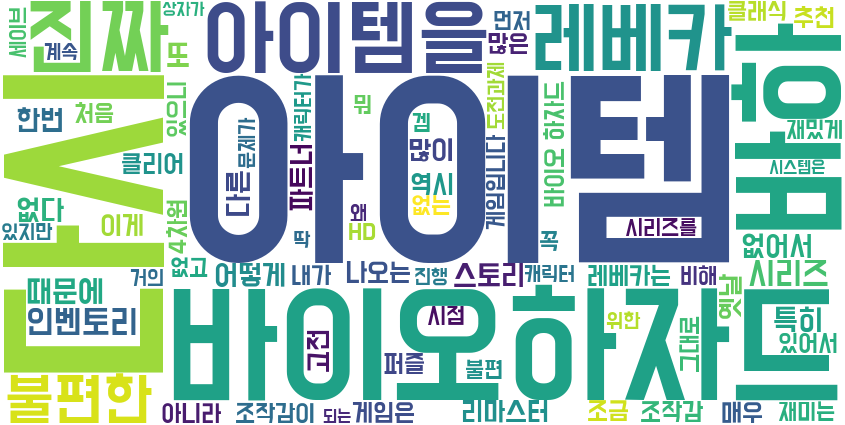 진짜
아이템을
레베카
상자가
세이브
계속
또
먼저
많은
클래식
추천
아이템
한번
처음
있으니
클리어
없다
이게
있지만
4차원
없고
거의
다른
문제가
파트너
캐릭터가
뭔
왜
HD
딱
겜
많이
역시
없는
게임입니다
도전과제
바이오 하자드
꼭
시리즈를
재밌게
시스템은
없어서
시리즈
옛날
어떻게
내가
나오는
진행
스토리
캐릭터
레베카는
비해
때문에
인벤토리
바이오하자드
고전
시점
퍼즐
불편
위한
그대로
특히
있어서
불편한
아니라
조작감이
되는
게임은
리마스터
조금
조작감
매우
재미는